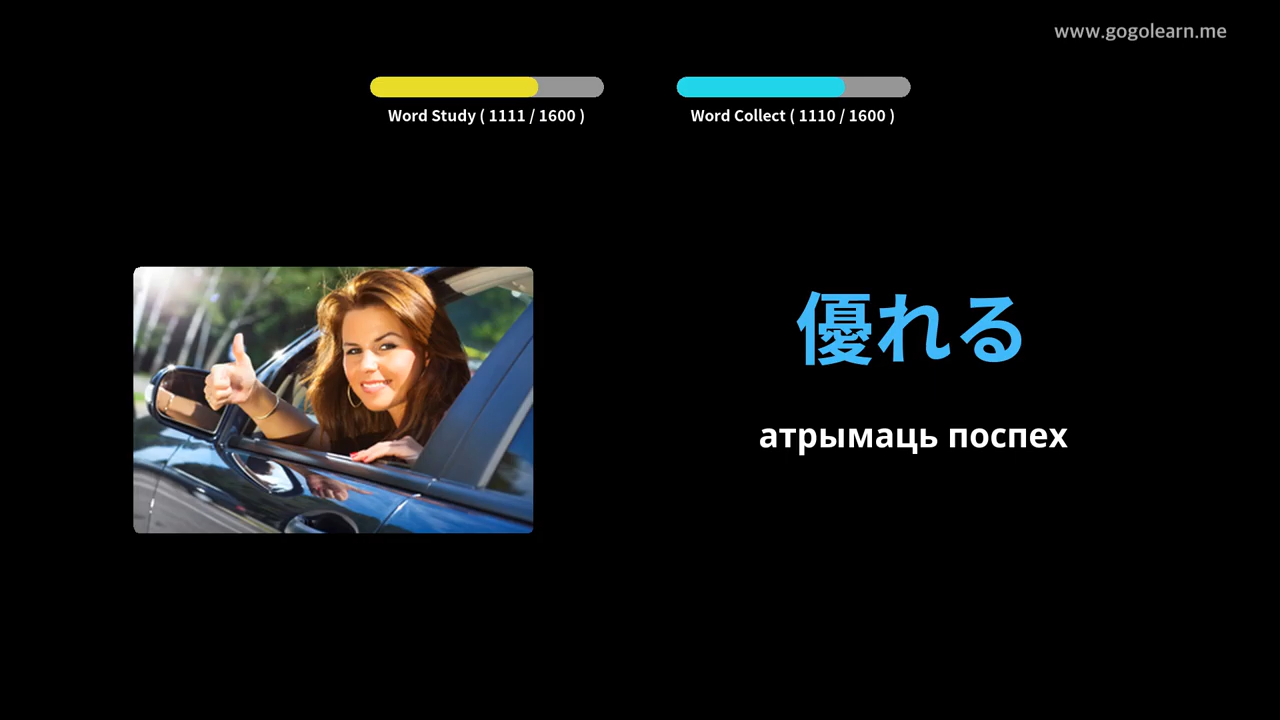 www.gogolearn.me
Word Study ( 1111 / 1600 )
Word Collect ( 1110 / 1600 )
優れる
атрымаць поспех